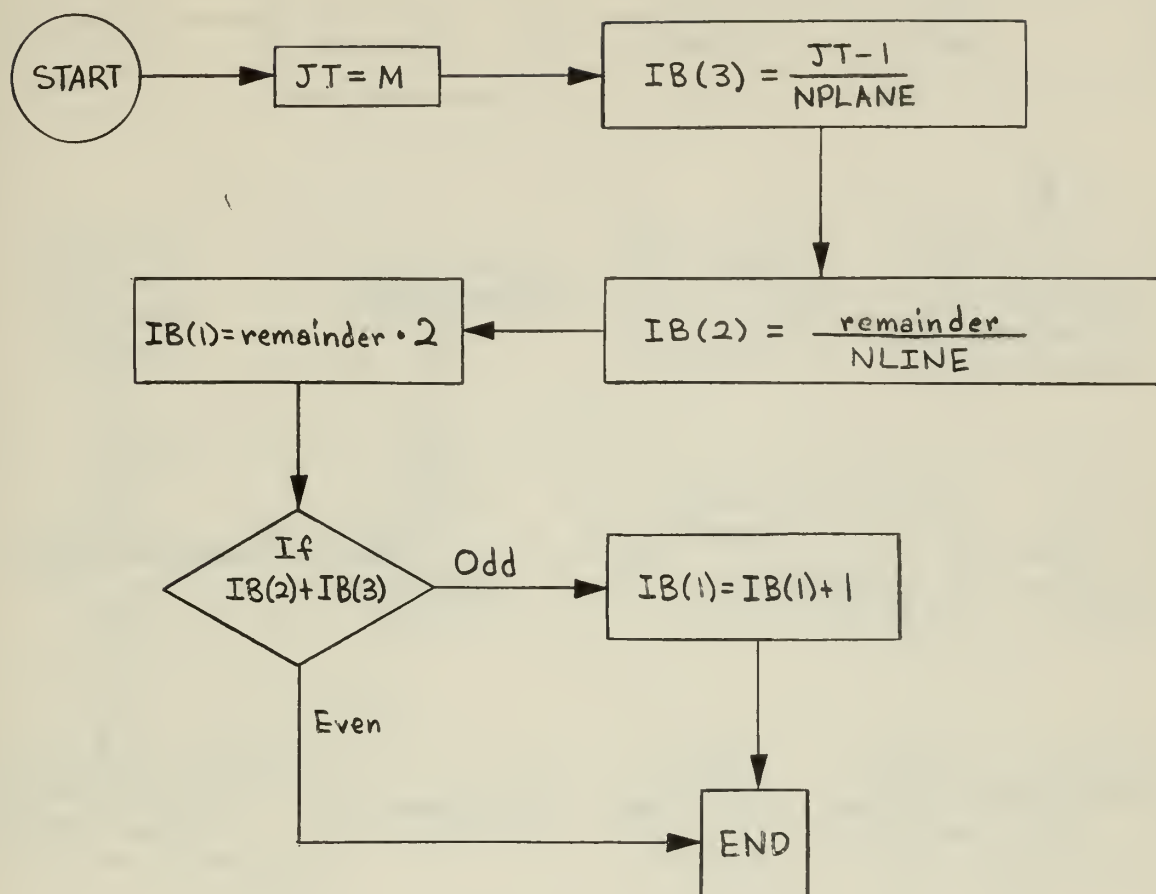 START
JT = M
IB(3) = JT-1
NPLANE
IB(2) = remainder
NLINE
IB(1) = remainder • 2
If
IB(2)+IB(3)
Odd
IB(1)=IB(1)+1
Even
END